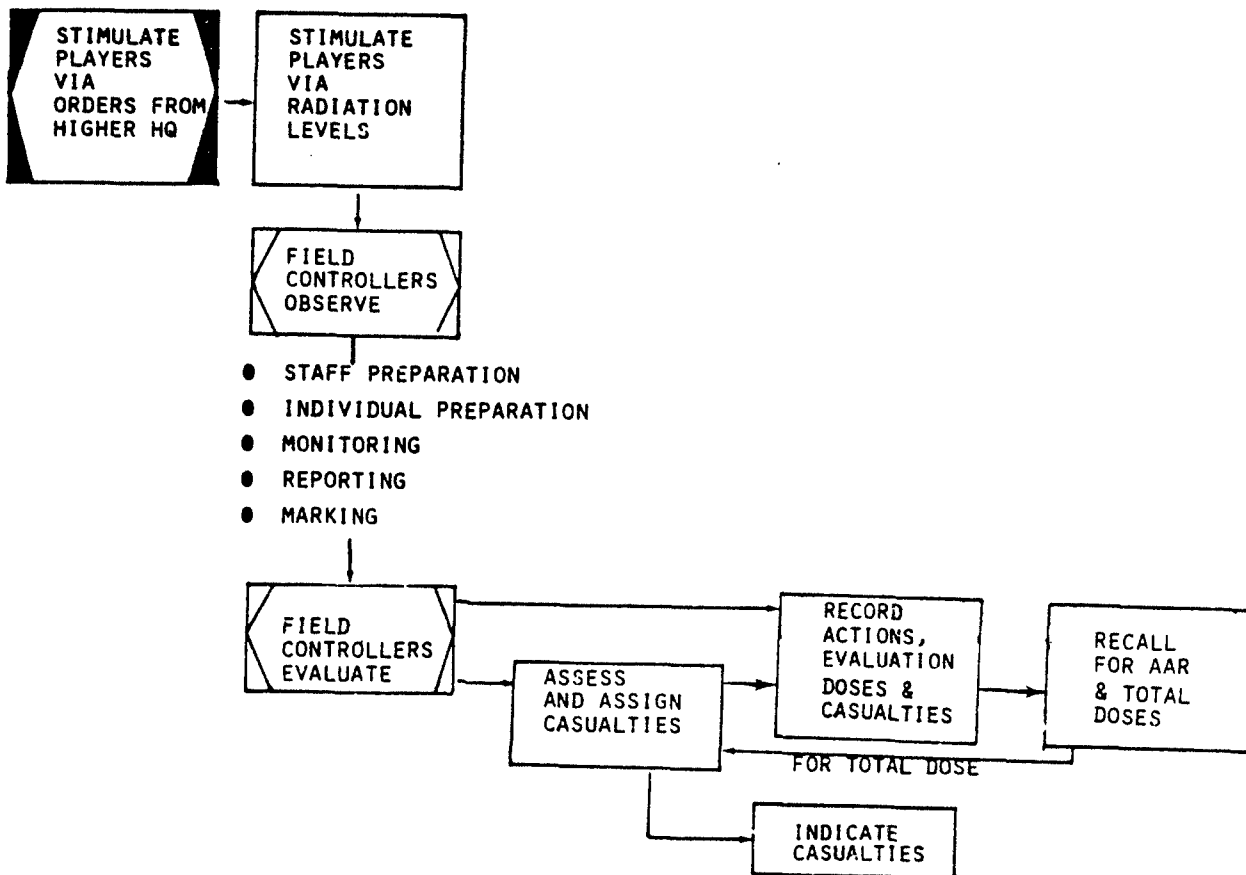 STIMULATE
PLAYERS
VIA
ORDERS FROM
HIGHER HQ
STIMULATE
PLAYERS
VIA
RADIATION
LEVELS
FIELD
CONTROLLERS
OBSERVE
● STAFF PREPARATION
● INDIVIDUAL PREPARATION
● MONITORING
● REPORTING
● MARKING
FIELD
CONTROLLERS
EVALUATE
ASSESS
AND ASSIGN
CASUALTIES
RECORD
ACTIONS,
EVALUATION
DOSES &
CASUALTIES
RECALL
FOR AAR
& TOTAL
DOSES
FOR TOTAL DOSE
INDICATE
CASUALTIES